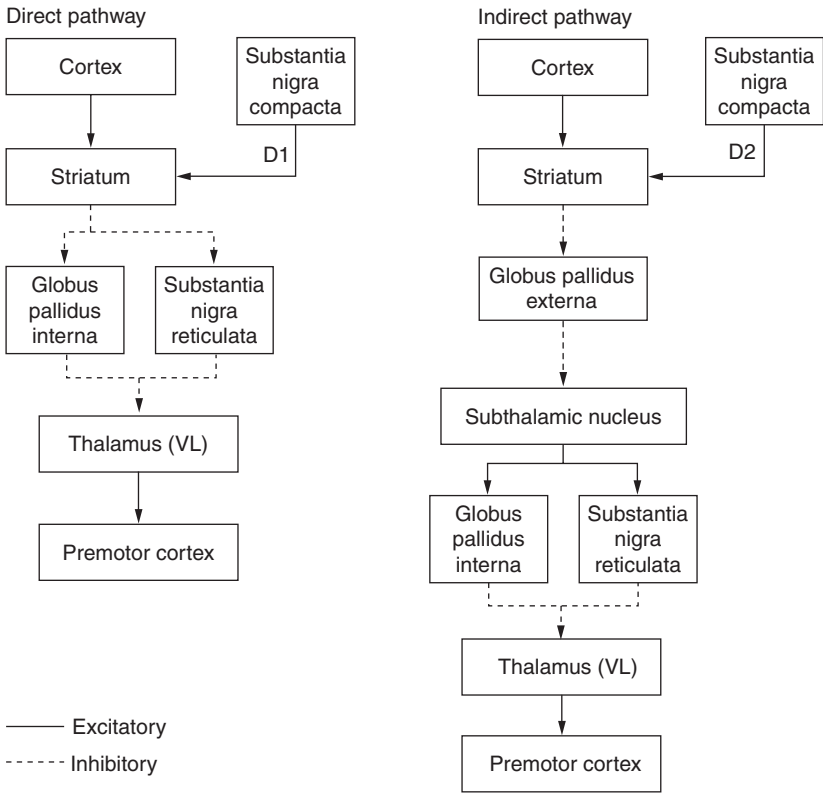 Direct pathway
Cortex
Substantia
nigra
compacta
D1
Striatum
Globus
pallidus
interna
Substantia
nigra
reticulata
Thalamus (VL)
Premotor cortex
Excitatory
Inhibitory
Indirect pathway
Cortex
Substantia
nigra
compacta
D2
Striatum
Globus pallidus
externa
Subthalamic nucleus
Globus
pallidus
interna
Substantia
nigra
reticulata
Thalamus (VL)
Premotor cortex